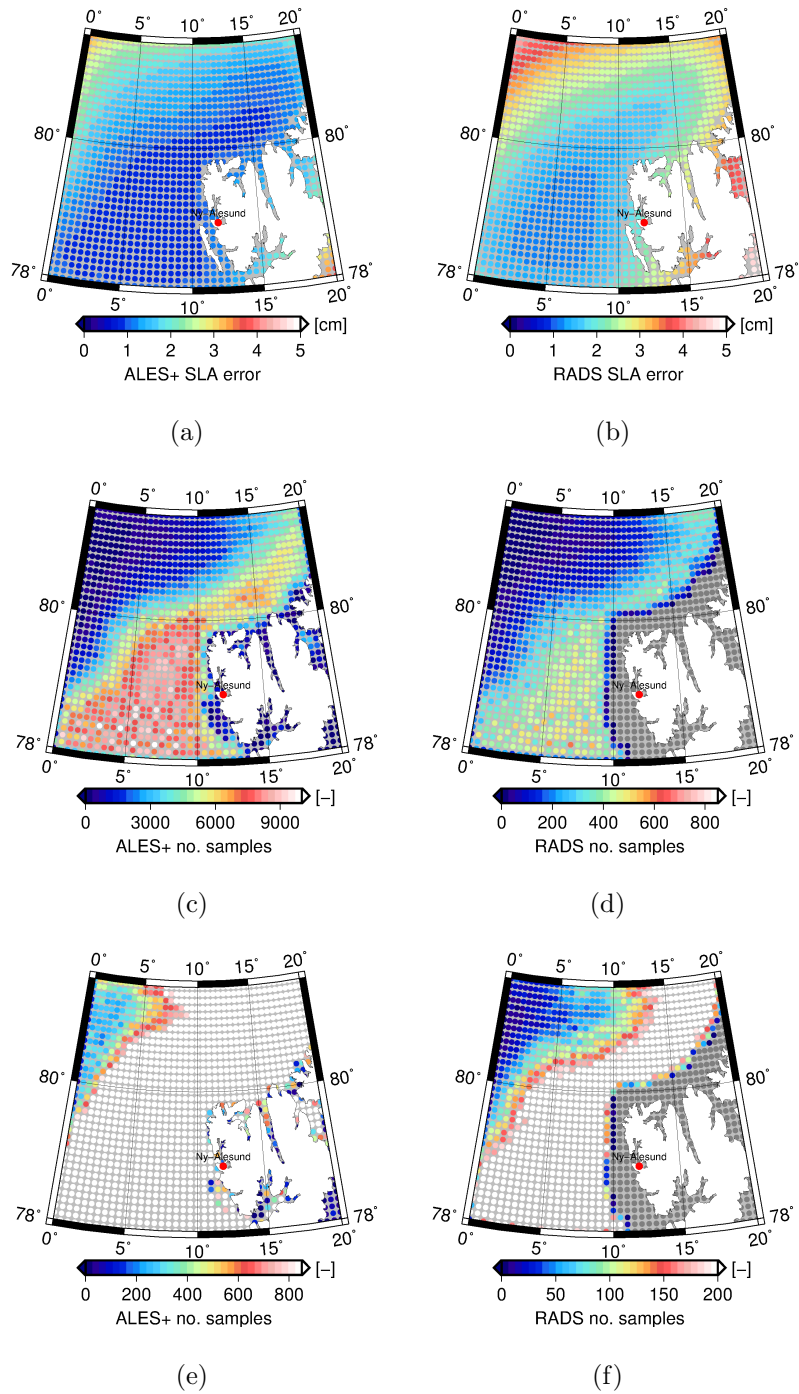 0° 5° 10° 15° 20°
0° 5° 10° 15° 20°
80° 80°
80° 80°
Ny-Ålesund
Ny-Ålesund
78° 78°
78° 78°
0° 5° 10° 15° 20°
0° 5° 10° 15° 20°
0 1 2 3 4 5 [cm]
0 1 2 3 4 5 [cm]
ALES+ SLA error
RADS SLA error
(a)
(b)
0° 5° 10° 15° 20°
0° 5° 10° 15° 20°
80° 80°
80° 80°
Ny-Ålesund
Ny-Ålesund
78° 78°
78° 78°
0° 5° 10° 15° 20°
0° 5° 10° 15° 20°
0 3000 6000 9000 [–]
0 200 400 600 800 [–]
ALES+ no. samples
RADS no. samples
(c)
(d)
0° 5° 10° 15° 20°
0° 5° 10° 15° 20°
80° 80°
80° 80°
Ny-Ålesund
Ny-Ålesund
78° 78°
78° 78°
0° 5° 10° 15° 20°
0° 5° 10° 15° 20°
0 200 400 600 800 [–]
0 50 100 150 200 [–]
ALES+ no. samples
RADS no. samples
(e)
(f)